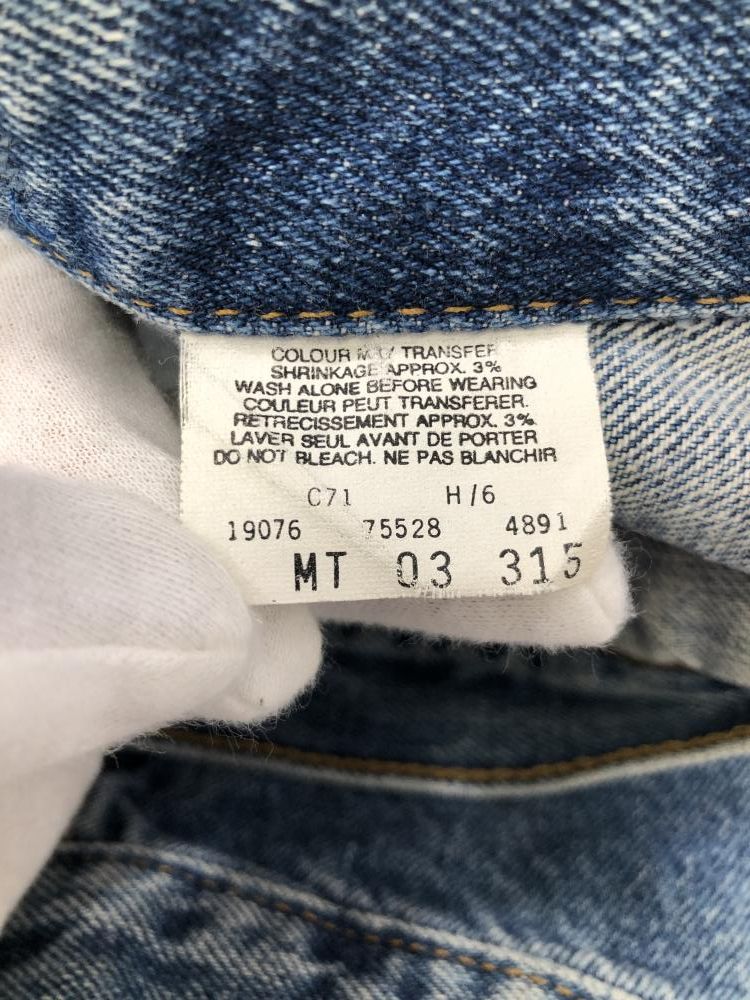 COLOUR MAY TRANSFER
SHRINKAGE APPROX. 3%
WASH ALONE BEFORE WEARING
COULEUR PEUT TRANSFERER.
RETRECISSEMENT APPROX. 3%
LAVER SEUL AVANT DE PORTER
DO NOT BLEACH. NE PAS BLANCHIR
C71 H/6
19076 75528 4891
MT 03 315